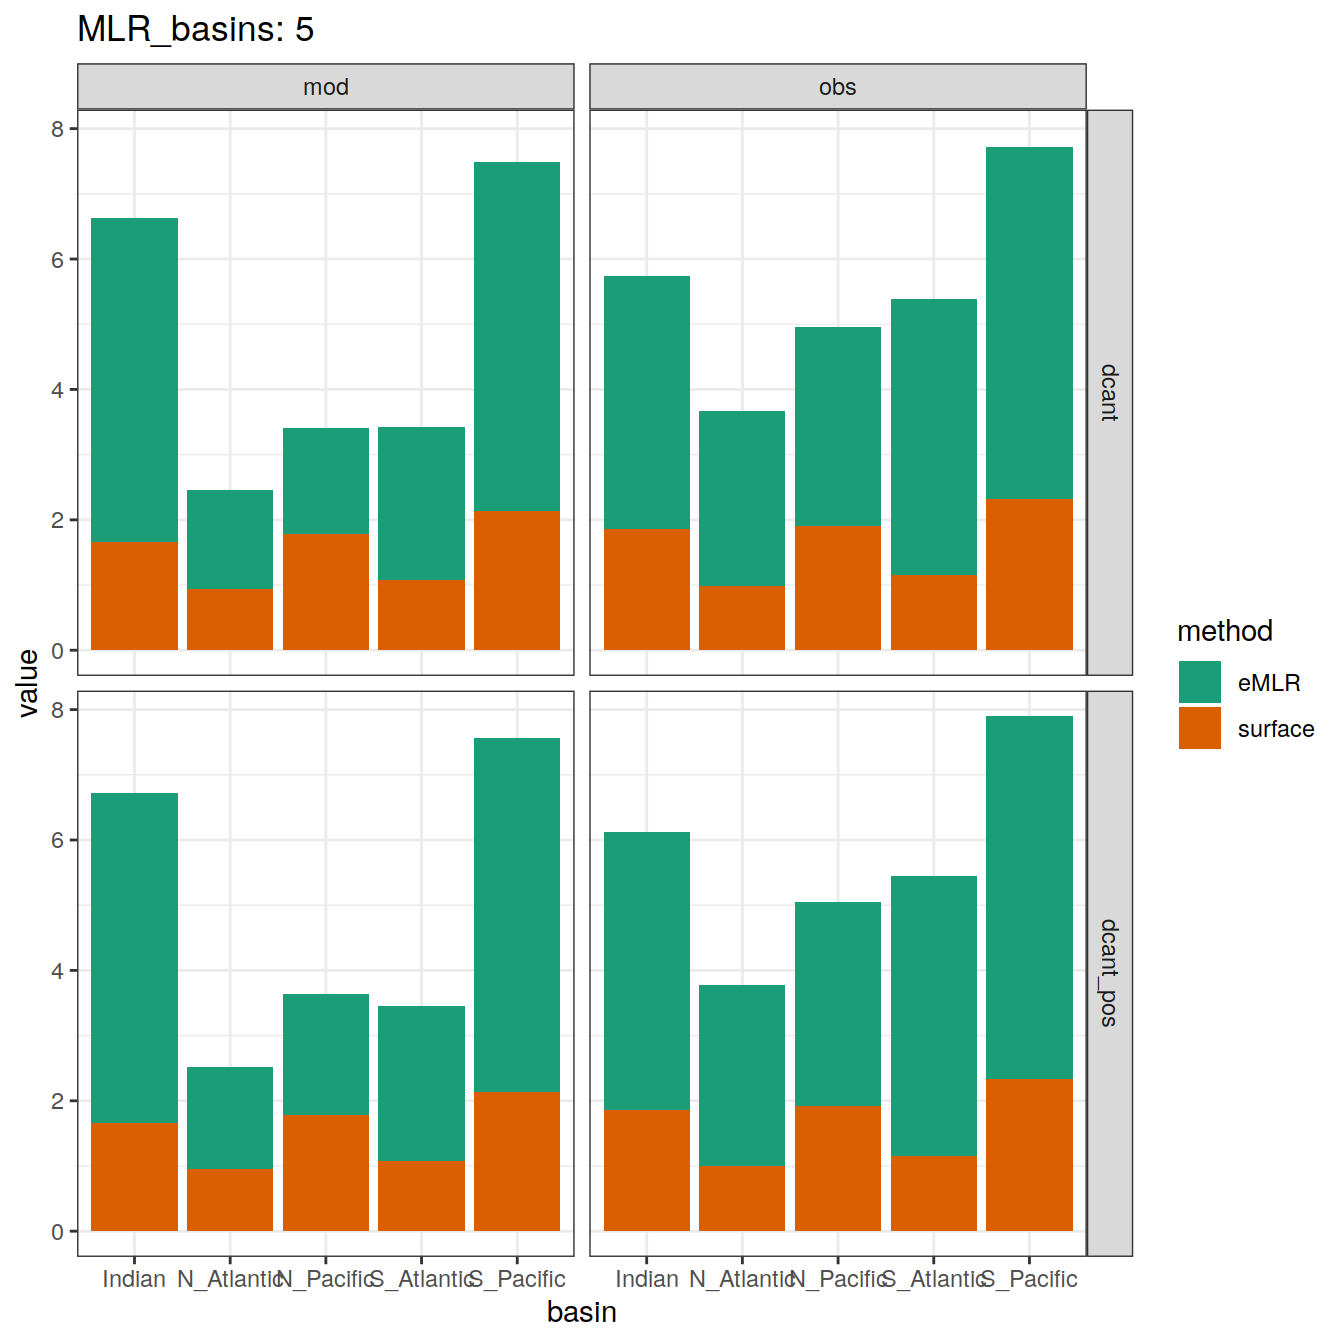 MLR_basins: 5
mod
obs
8
6
4
2
0
dcant
8
6
4
2
0
dcant_pos
value
Indian N_Atlantic N_Pacific S_Atlantic S_Pacific
Indian N_Atlantic N_Pacific S_Atlantic S_Pacific
basin
method
eMLR
surface